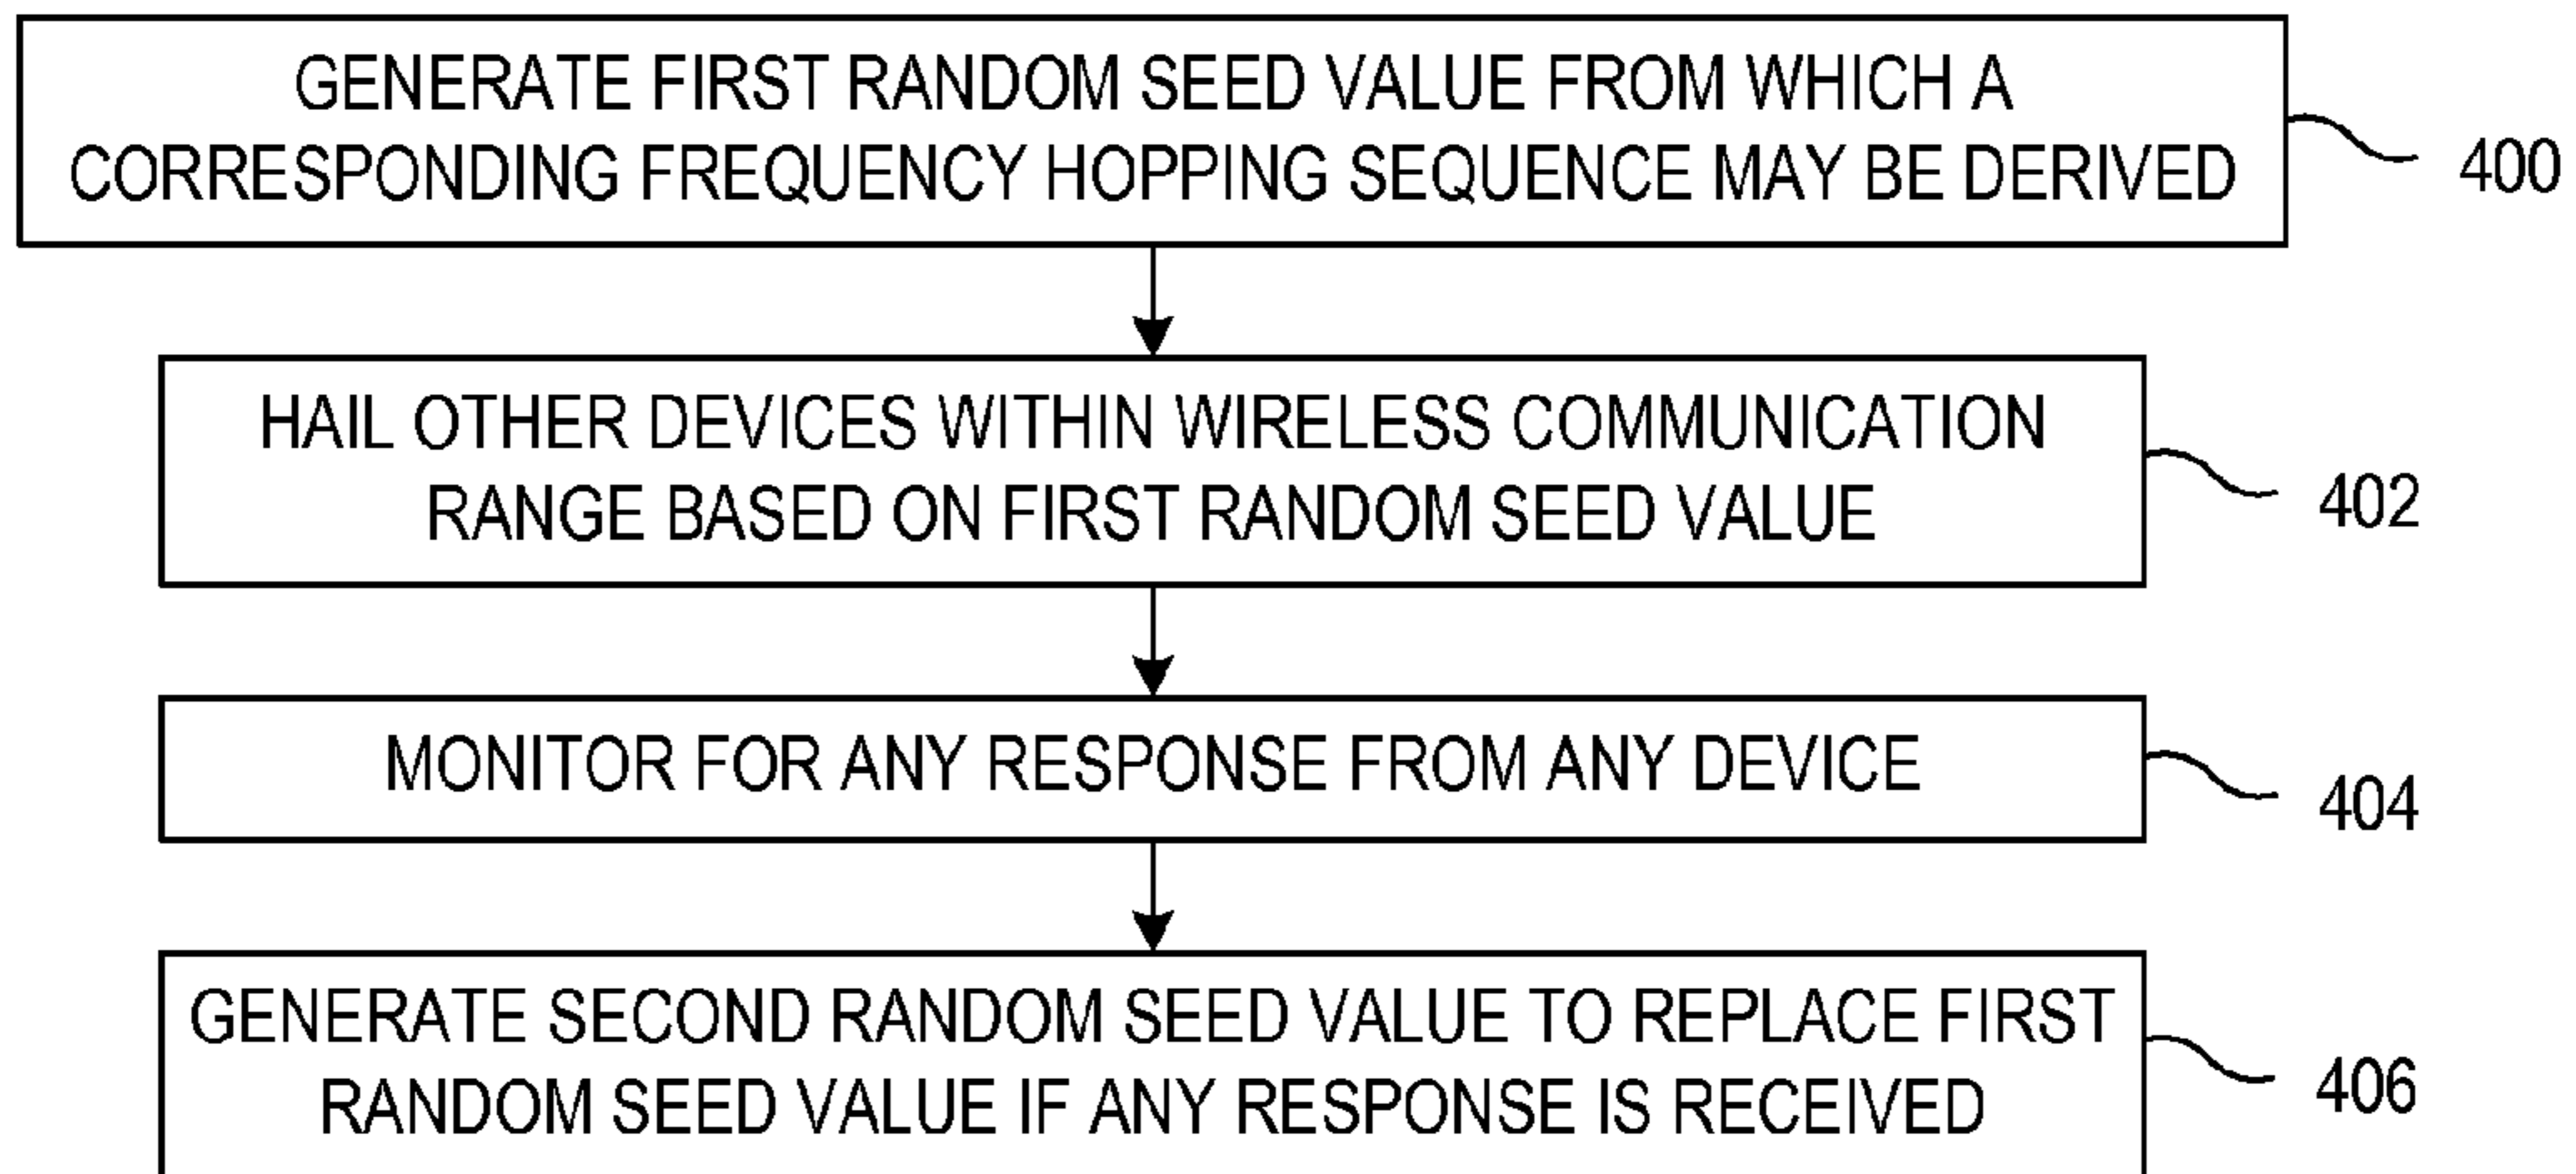 GENERATE FIRST RANDOM SEED VALUE FROM WHICH A
CORRESPONDING FREQUENCY HOPPING SEQUENCE MAY BE DERIVED
400
HAIL OTHER DEVICES WITHIN WIRELESS COMMUNICATION
RANGE BASED ON FIRST RANDOM SEED VALUE
402
MONITOR FOR ANY RESPONSE FROM ANY DEVICE
404
GENERATE SECOND RANDOM SEED VALUE TO REPLACE FIRST
RANDOM SEED VALUE IF ANY RESPONSE IS RECEIVED
406